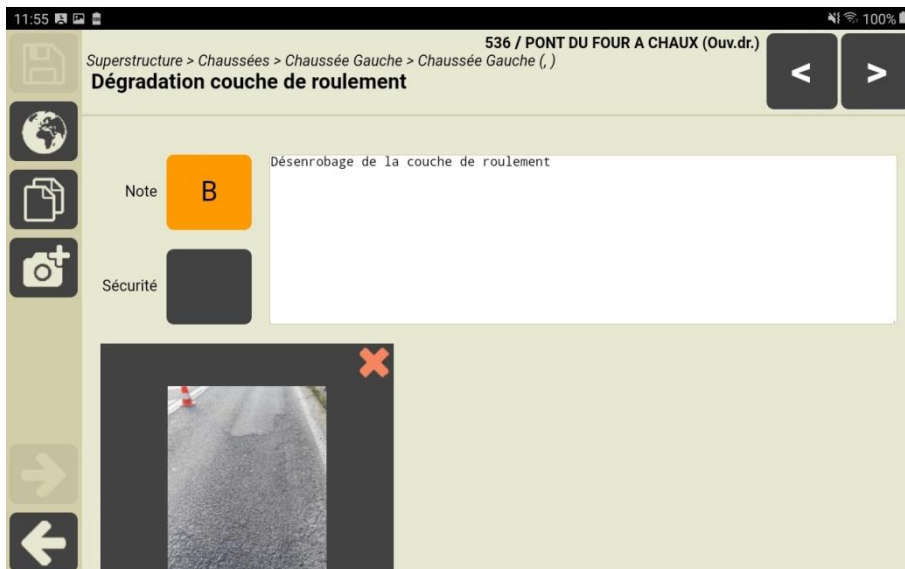 11:55
100%
536 / PONT DU FOUR A CHAUX (Ouv.dr.)
Superstructure > Chaussées > Chaussée Gauche > Chaussée Gauche (, )
Dégradation couche de roulement
<
>
Note
B
Désenrobage de la couche de roulement
Sécurité